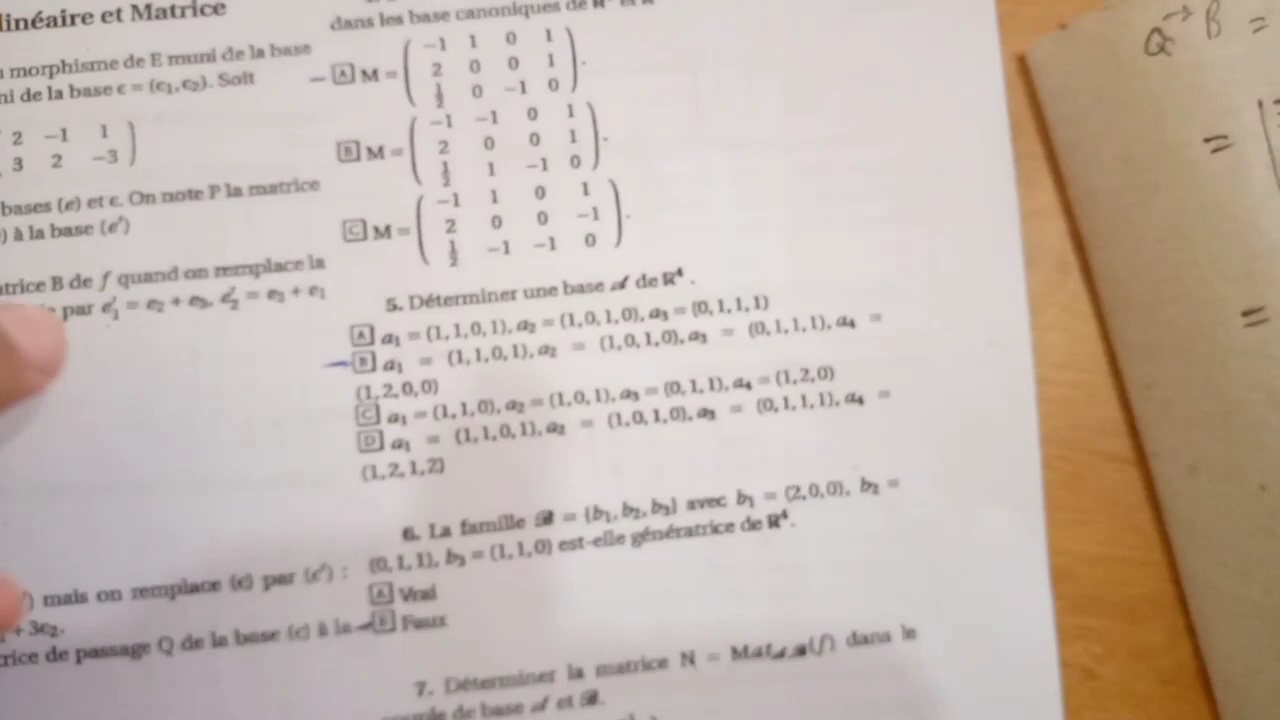 linéaire et Matrice
morphisme de E muni de la base
ni de la base ϵ = (ϵ₁, ϵ₂). Soit
2 −1 1
3 2 −3
bases (e) et ϵ. On note P la matrice
) à la base (e′)
trice B de f quand on remplace la
par e′₁ = e₂ + e₃, e′₂ = e₃ + e₁
′) mais on remplace (ϵ) par (ϵ′) :
+ 3ϵ₂.
rice de passage Q de la base (ϵ) à la
dans les base canoniques de
A M = ( −1 1 0 1
2 0 0 1
1/2 0 −1 0 ).
B M = ( −1 −1 0 1
2 0 0 1
1/2 1 −1 0 ).
C M = ( −1 1 0 1
2 0 0 −1
1/2 −1 −1 0 ).
5. Déterminer une base 𝒜 de ℝ⁴.
A a₁ = (1, 1, 0, 1), a₂ = (1, 0, 1, 0), a₃ = (0, 1, 1, 1)
B a₁ = (1, 1, 0, 1), a₂ = (1, 0, 1, 0), a₃ = (0, 1, 1, 1), a₄ =
(1, 2, 0, 0)
C a₁ = (1, 1, 0), a₂ = (1, 0, 1), a₃ = (0, 1, 1), a₄ = (1, 2, 0)
D a₁ = (1, 1, 0, 1), a₂ = (1, 0, 1, 0), a₃ = (0, 1, 1, 1), a₄ =
(1, 2, 1, 2)
6. La famille ℬ = {b₁, b₂, b₃} avec b₁ = (2, 0, 0), b₂ =
(0, 1, 1), b₃ = (1, 1, 0) est-elle génératrice de ℝ⁴.
A Vrai
B Faux
7. Déterminer la matrice N = Mat𝒜,ℬ(f) dans le
couple de base 𝒜 et ℬ.
Q→B =
=
=